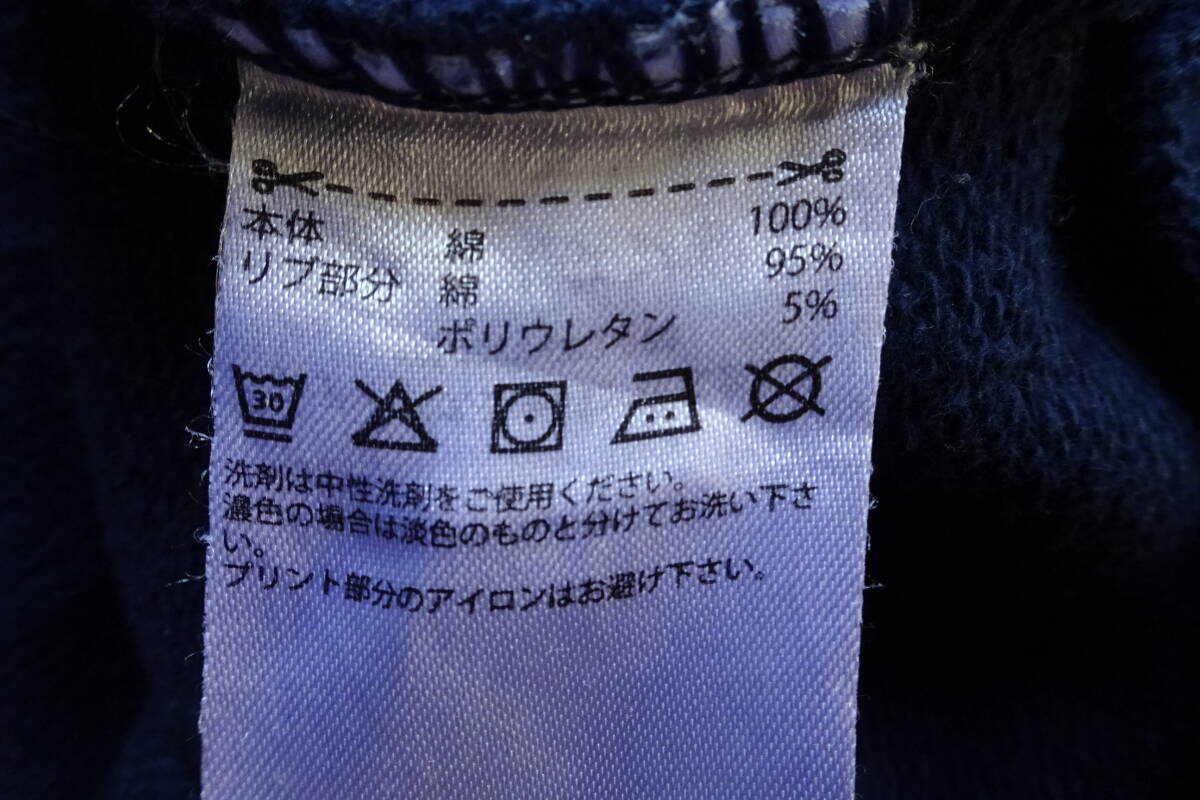 本体 綿 100%
リブ部分 綿 95%
ポリウレタン 5%
30
洗剤は中性洗剤をご使用ください。
濃色の場合は淡色のものと分けてお洗い下さ
い。
プリント部分のアイロンはお避け下さい。